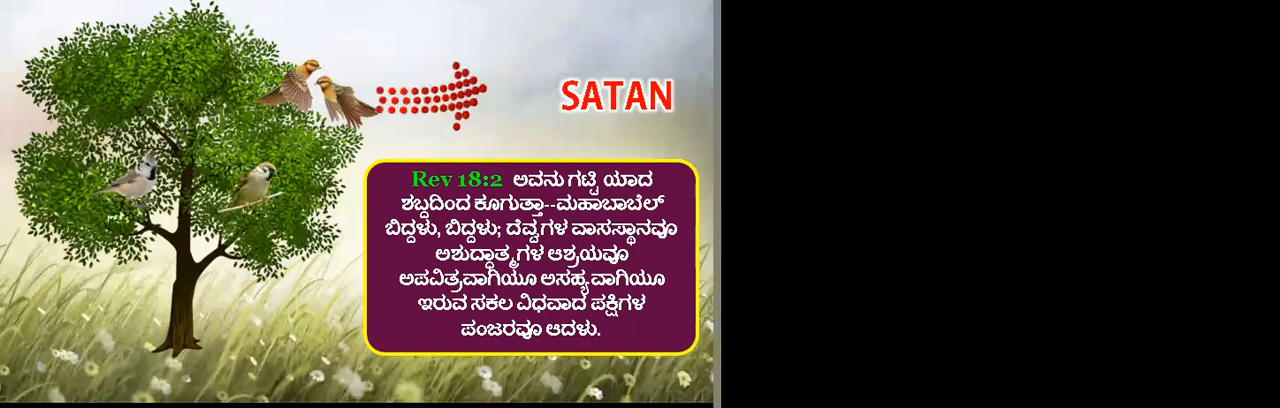 SATAN
Rev 18:2 ಅವನು ಗಟ್ಟಿ ಯಾದ
ಶಬ್ದದಿಂದ ಕೂಗುತ್ತಾ--ಮಹಾಬಾಬೆಲ್
ಬಿದ್ದಳು, ಬಿದ್ದಳು; ದೆವ್ವಗಳ ವಾಸಸ್ಥಾನವೂ
ಅಶುದ್ಧಾತ್ಮಗಳ ಆಶ್ರಯವೂ
ಅಪವಿತ್ರವಾಗಿಯೂ ಅಸಹ್ಯವಾಗಿಯೂ
ಇರುವ ಸಕಲ ವಿಧವಾದ ಪಕ್ಷಿಗಳ
ಪಂಜರವೂ ಆದಳು.